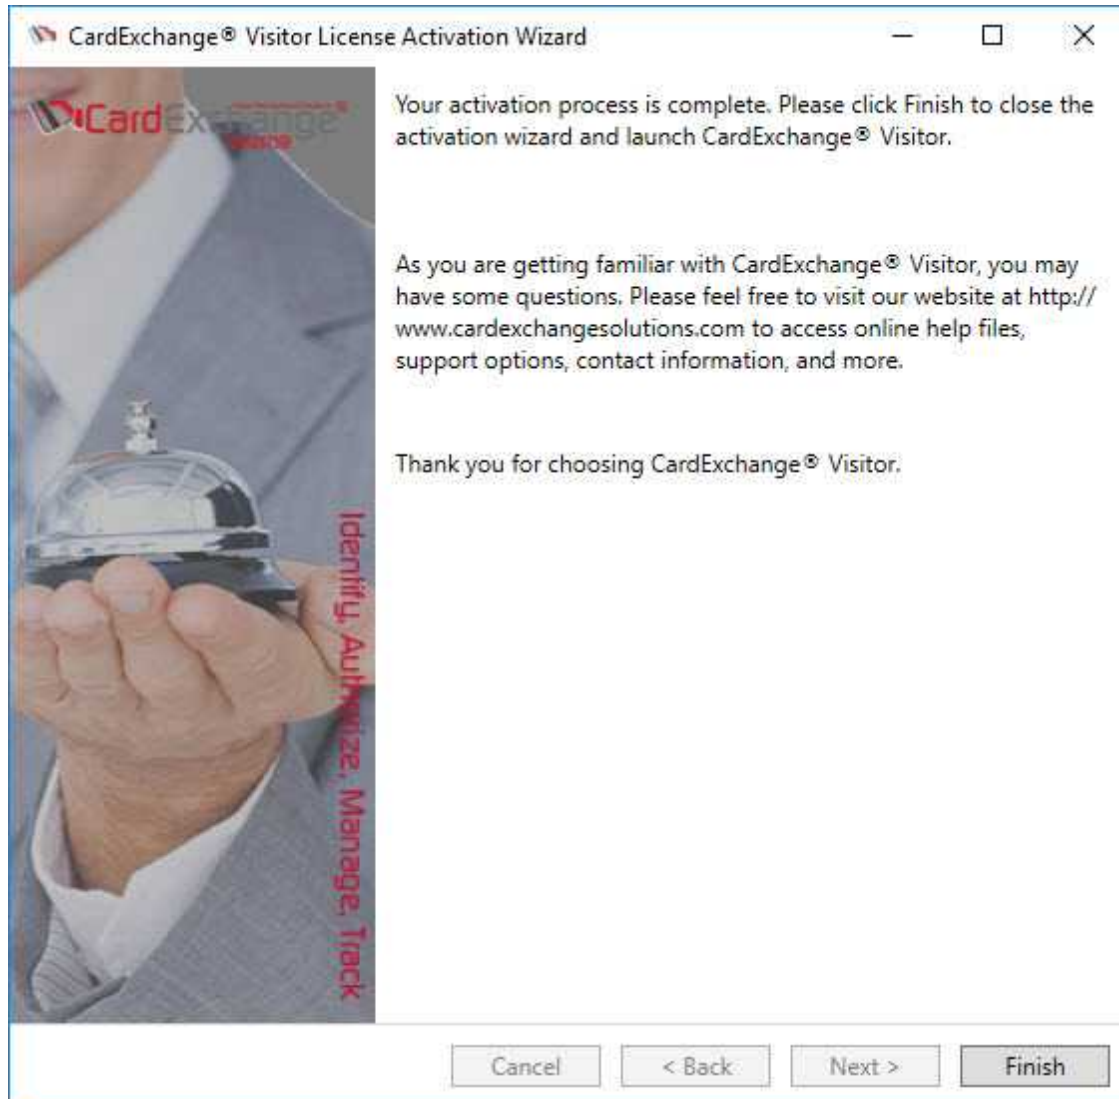 CardExchange® Visitor License Activation Wizard
CardExchange®
Your activation process is complete. Please click Finish to close the
activation wizard and launch CardExchange® Visitor.
As you are getting familiar with CardExchange® Visitor, you may
have some questions. Please feel free to visit our website at http://
www.cardexchangesolutions.com to access online help files,
support options, contact information, and more.
Thank you for choosing CardExchange® Visitor.
Identify, Authorize, Manage, Track
Cancel
< Back
Next >
Finish